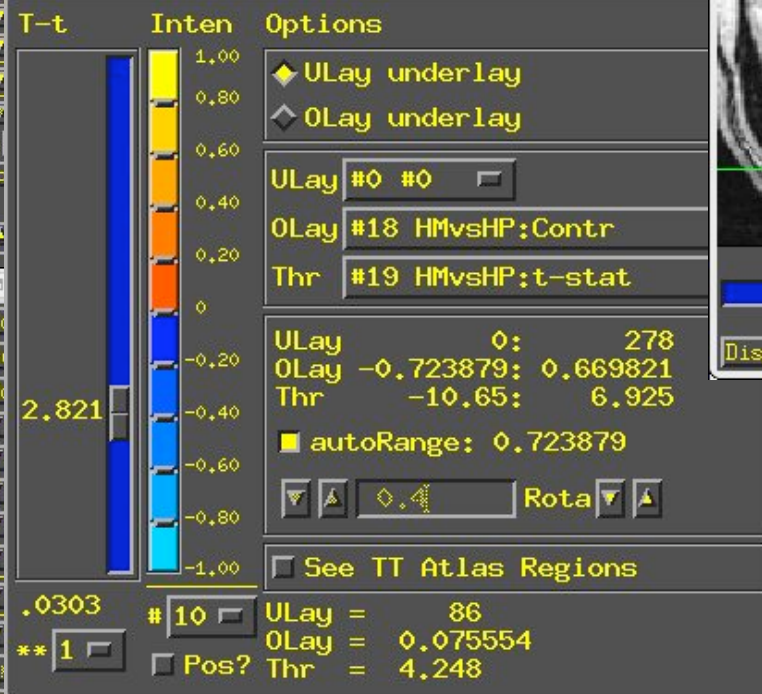 T-t Inten Options
1.00
0.80
0.60
0.40
0.20
0
-0.20
-0.40
-0.60
-0.80
-1.00
2.821
.0303
** 1
# 10
Pos?
ULay underlay
OLay underlay
ULay #0 #0
OLay #18 HMvsHP:Contr
Thr #19 HMvsHP:t-stat
ULay 0: 278
OLay -0.723879: 0.669821
Thr -10.65: 6.925
autoRange: 0.723879
0.4 Rota
See TT Atlas Regions
ULay = 86
OLay = 0.075554
Thr = 4.248
Dis